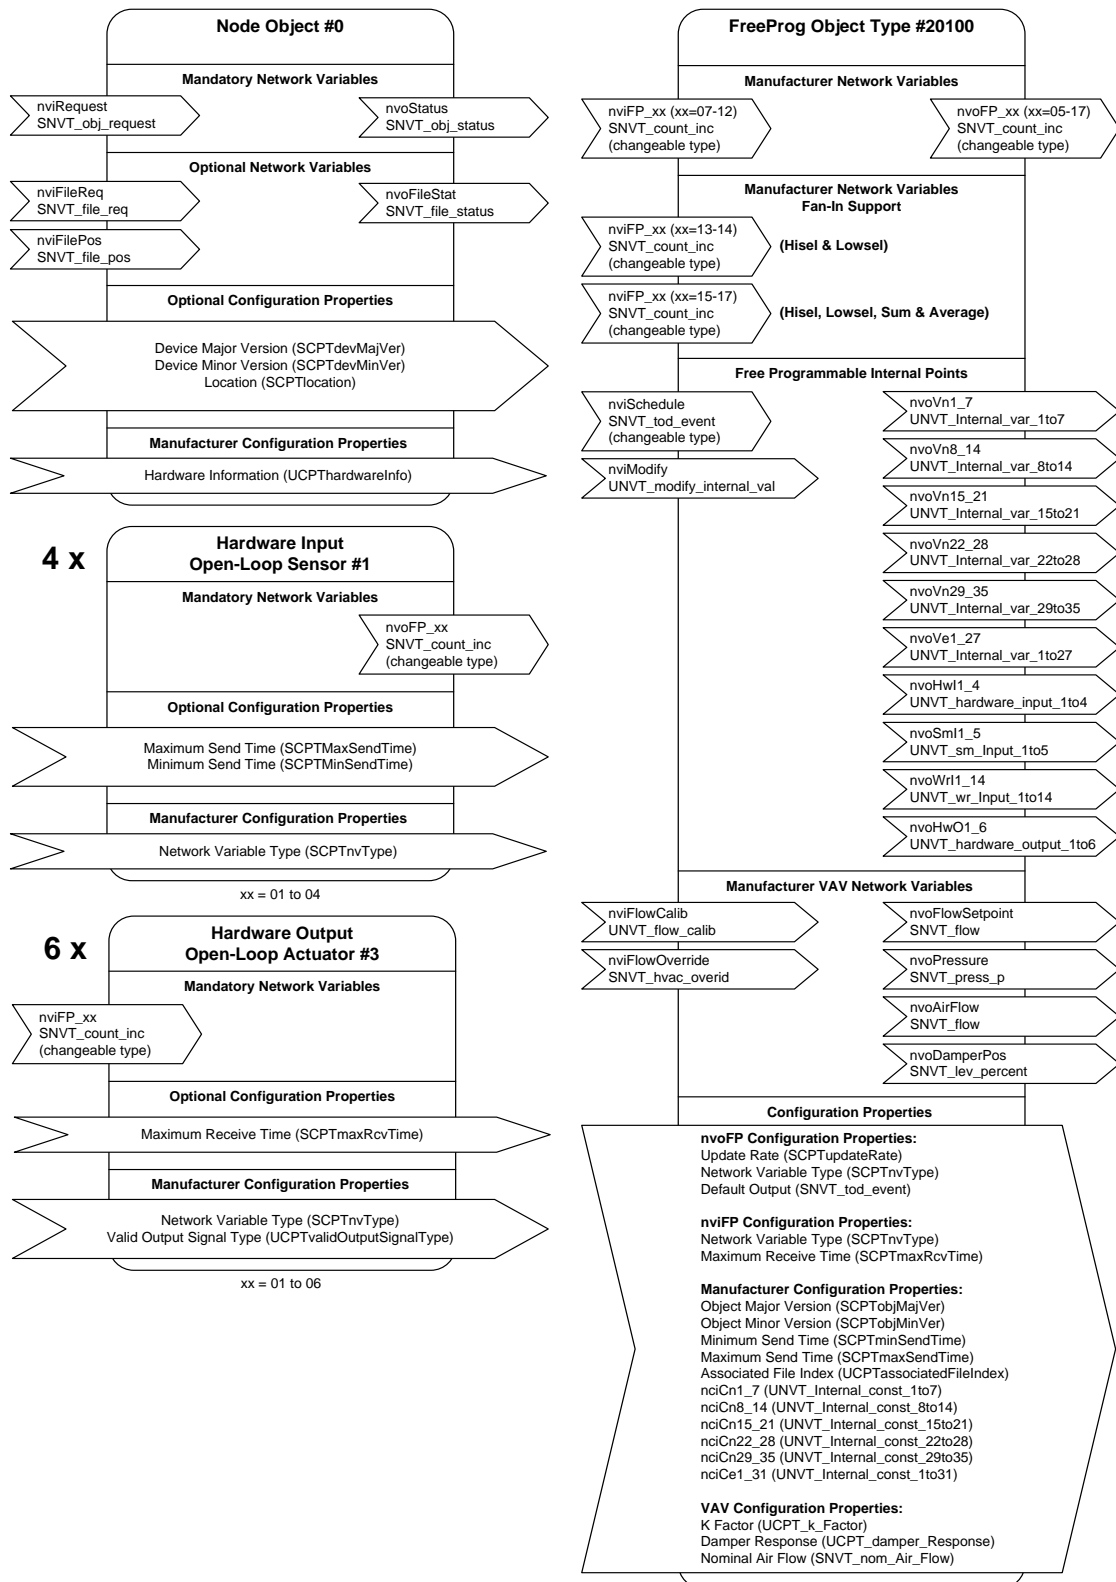 Node Object #0
Mandatory Network Variables
nviRequest
SNVT_obj_request
nvoStatus
SNVT_obj_status
Optional Network Variables
nviFileReq
SNVT_file_req
nvoFileStat
SNVT_file_status
nviFilePos
SNVT_file_pos
Optional Configuration Properties
Device Major Version (SCPTdevMajVer)
Device Minor Version (SCPTdevMinVer)
Location (SCPTlocation)
Manufacturer Configuration Properties
Hardware Information (UCPThardwareInfo)
4 x
Hardware Input
Open-Loop Sensor #1
Mandatory Network Variables
nvoFP_xx
SNVT_count_inc
(changeable type)
Optional Configuration Properties
Maximum Send Time (SCPTMaxSendTime)
Minimum Send Time (SCPTMinSendTime)
Manufacturer Configuration Properties
Network Variable Type (SCPTnvType)
xx = 01 to 04
6 x
Hardware Output
Open-Loop Actuator #3
Mandatory Network Variables
nviFP_xx
SNVT_count_inc
(changeable type)
Optional Configuration Properties
Maximum Receive Time (SCPTmaxRcvTime)
Manufacturer Configuration Properties
Network Variable Type (SCPTnvType)
Valid Output Signal Type (UCPTvalidOutputSignalType)
xx = 01 to 06
FreeProg Object Type #20100
Manufacturer Network Variables
nviFP_xx (xx=07-12)
SNVT_count_inc
(changeable type)
nvoFP_xx (xx=05-17)
SNVT_count_inc
(changeable type)
Manufacturer Network Variables
Fan-In Support
nviFP_xx (xx=13-14)
SNVT_count_inc
(changeable type)
(Hisel & Lowsel)
nviFP_xx (xx=15-17)
SNVT_count_inc
(changeable type)
(Hisel, Lowsel, Sum & Average)
Free Programmable Internal Points
nviSchedule
SNVT_tod_event
(changeable type)
nviModify
UNVT_modify_internal_val
nvoVn1_7
UNVT_Internal_var_1to7
nvoVn8_14
UNVT_Internal_var_8to14
nvoVn15_21
UNVT_Internal_var_15to21
nvoVn22_28
UNVT_Internal_var_22to28
nvoVn29_35
UNVT_Internal_var_29to35
nvoVe1_27
UNVT_Internal_var_1to27
nvoHwI1_4
UNVT_hardware_input_1to4
nvoSmI1_5
UNVT_sm_Input_1to5
nvoWrI1_14
UNVT_wr_Input_1to14
nvoHwO1_6
UNVT_hardware_output_1to6
Manufacturer VAV Network Variables
nviFlowCalib
UNVT_flow_calib
nviFlowOverride
SNVT_hvac_overid
nvoFlowSetpoint
SNVT_flow
nvoPressure
SNVT_press_p
nvoAirFlow
SNVT_flow
nvoDamperPos
SNVT_lev_percent
Configuration Properties
nvoFP Configuration Properties:
Update Rate (SCPTupdateRate)
Network Variable Type (SCPTnvType)
Default Output (SNVT_tod_event)
nviFP Configuration Properties:
Network Variable Type (SCPTnvType)
Maximum Receive Time (SCPTmaxRcvTime)
Manufacturer Configuration Properties:
Object Major Version (SCPTobjMajVer)
Object Minor Version (SCPTobjMinVer)
Minimum Send Time (SCPTminSendTime)
Maximum Send Time (SCPTmaxSendTime)
Associated File Index (UCPTassociatedFileIndex)
nciCn1_7 (UNVT_Internal_const_1to7)
nciCn8_14 (UNVT_Internal_const_8to14)
nciCn15_21 (UNVT_Internal_const_15to21)
nciCn22_28 (UNVT_Internal_const_22to28)
nciCn29_35 (UNVT_Internal_const_29to35)
nciCe1_31 (UNVT_Internal_const_1to31)
VAV Configuration Properties:
K Factor (UCPT_k_Factor)
Damper Response (UCPT_damper_Response)
Nominal Air Flow (SNVT_nom_Air_Flow)